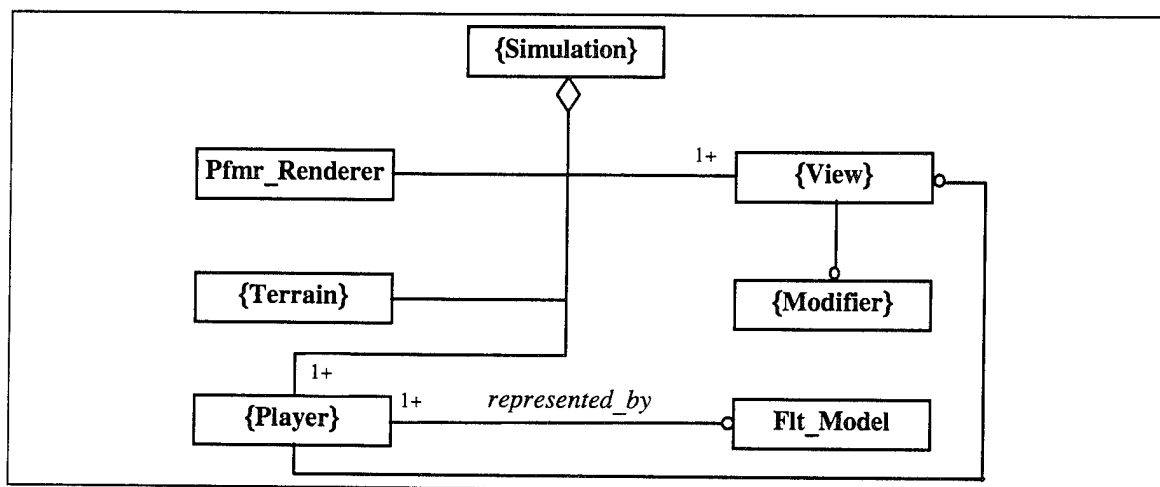 {Simulation}
Pfmr_Renderer
1+
{View}
{Terrain}
{Modifier}
1+
{Player}
1+
represented_by
Flt_Model